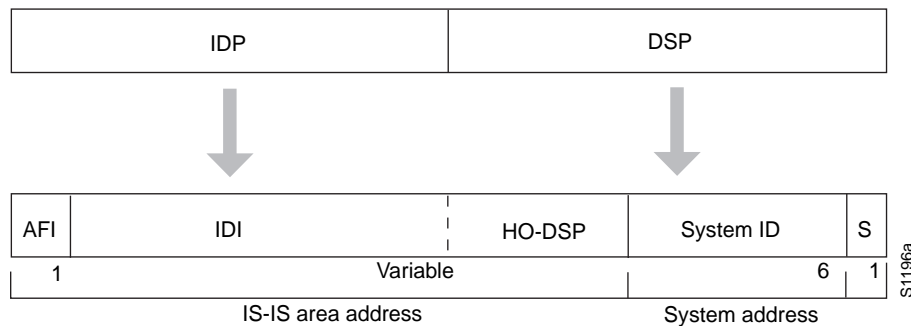 IDP DSP
AFI IDI HO-DSP System ID S
1 Variable 6 1
IS-IS area address System address
S1196a